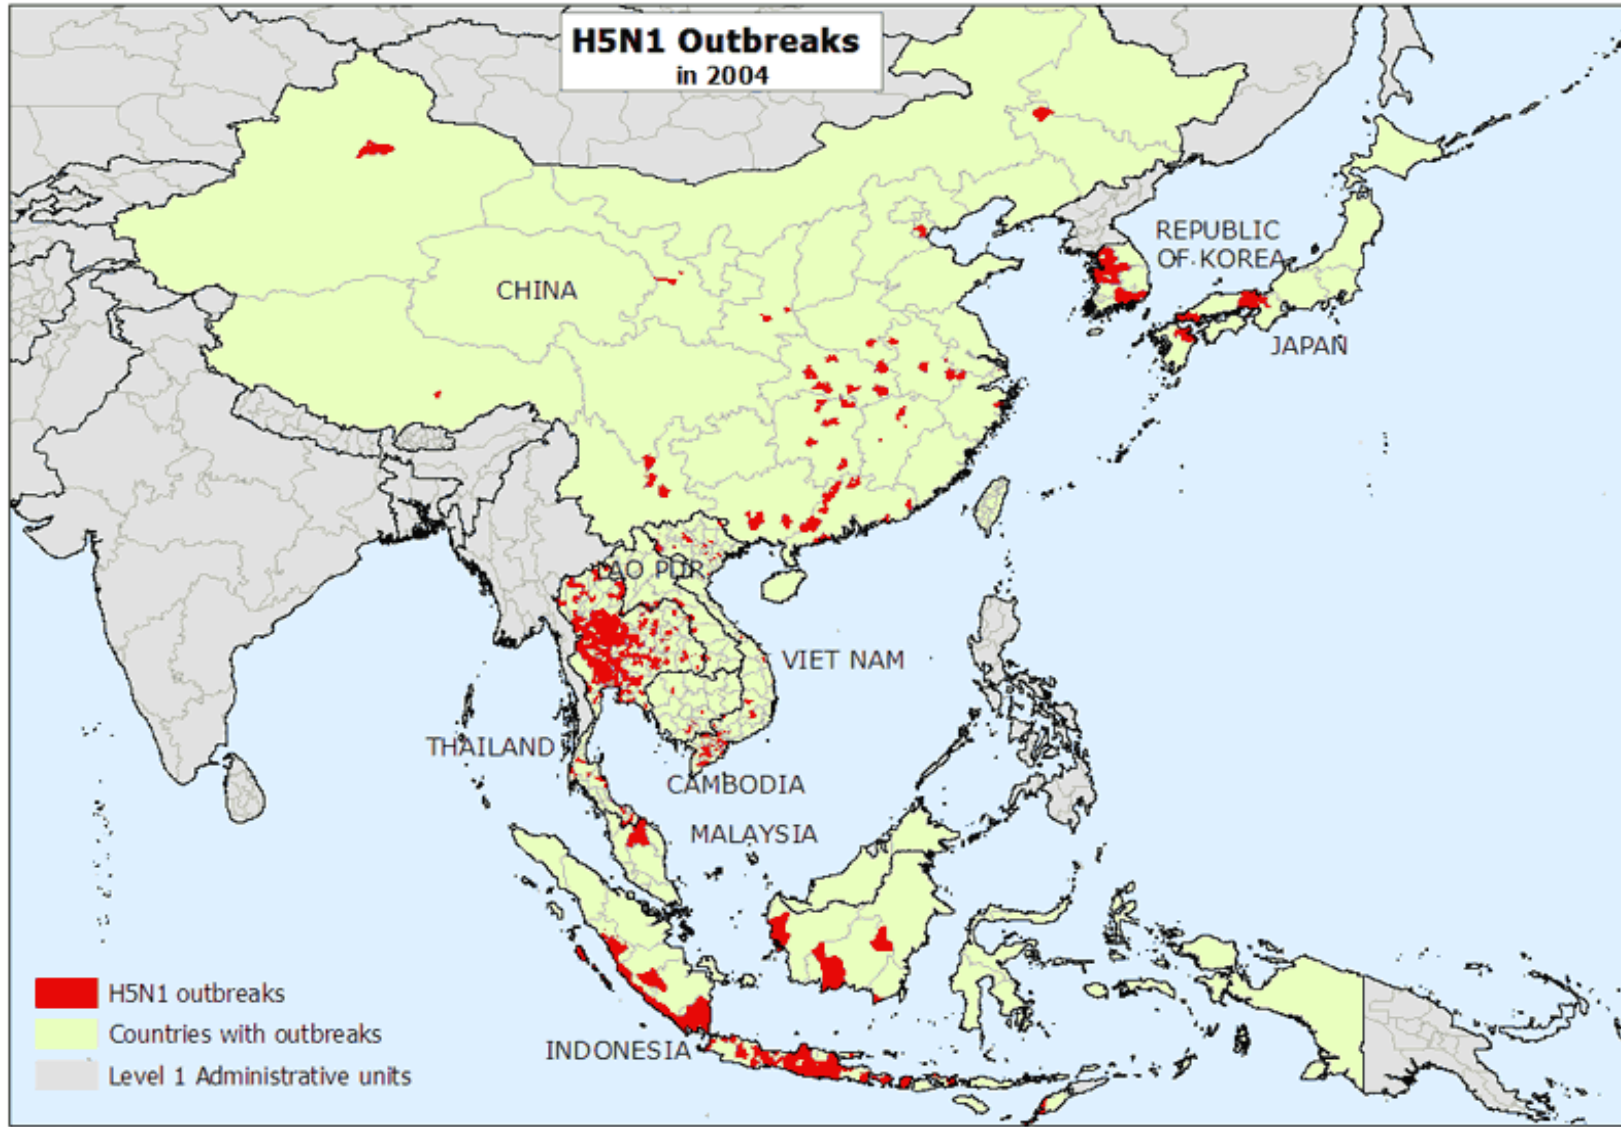 H5N1 Outbreaks
in 2004
REPUBLIC
OF KOREA
CHINA
JAPAN
LAO PDR
VIET NAM
THAILAND
CAMBODIA
MALAYSIA
INDONESIA
H5N1 outbreaks
Countries with outbreaks
Level 1 Administrative units